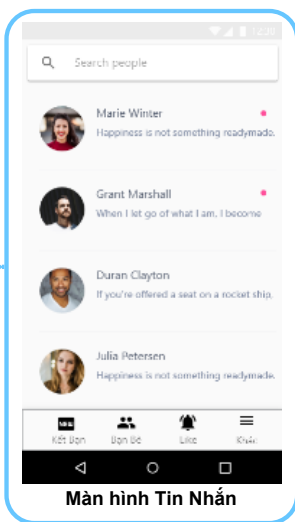 12:30
Search people
Marie Winter
Happiness is not something readymade.
Grant Marshall
When I let go of what I am, I become
Duran Clayton
If you're offered a seat on a rocket ship,
Julia Petersen
Happiness is not something readymade.
Kết Bạn
Bạn Bè
Like
Khác
Màn hình Tin Nhắn